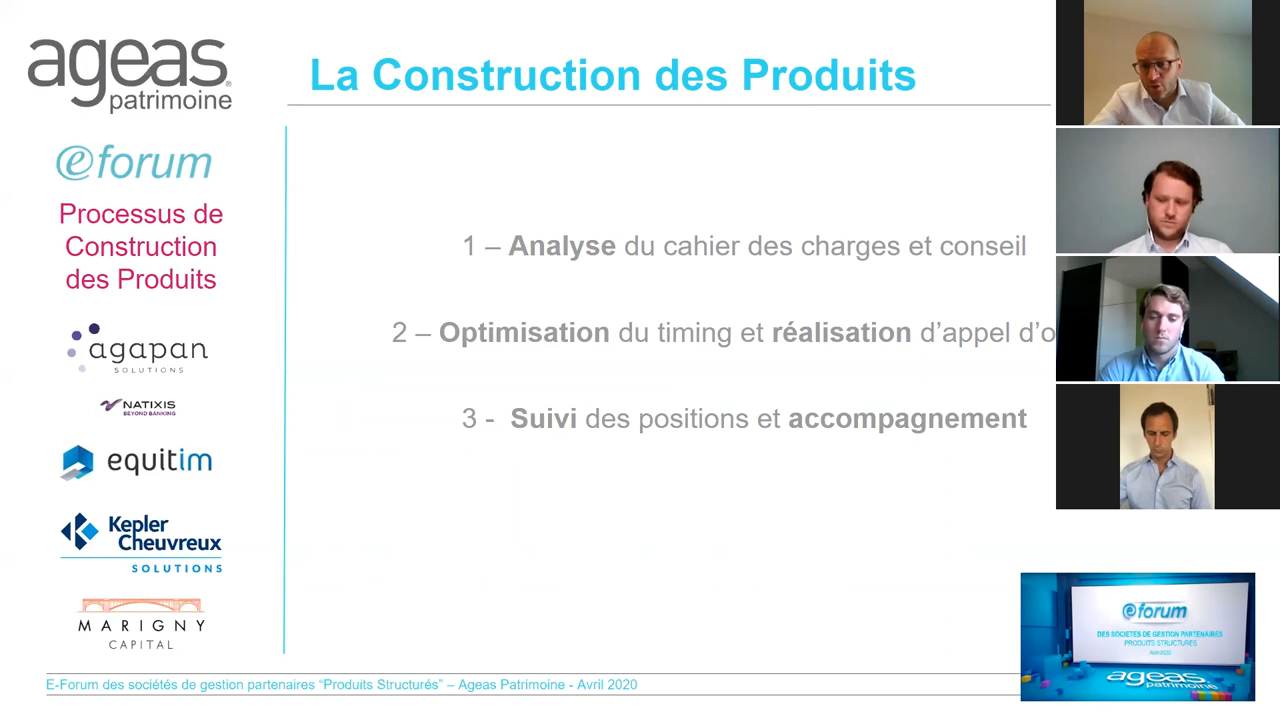 ageas®
patrimoine
La Construction des Produits
eforum
Processus de
Construction
des Produits
1 – Analyse du cahier des charges et conseil
2 – Optimisation du timing et réalisation d’appel d’o
3 - Suivi des positions et accompagnement
agapan
SOLUTIONS
NATIXIS
BEYOND BANKING
equitim
Kepler
Cheuvreux
SOLUTIONS
MARIGNY
CAPITAL
eforum
DES SOCIETES DE GESTION PARTENAIRES
PRODUITS STRUCTURES
Avril 2020
ageas
patrimoine
E-Forum des sociétés de gestion partenaires “Produits Structurés” – Ageas Patrimoine - Avril 2020